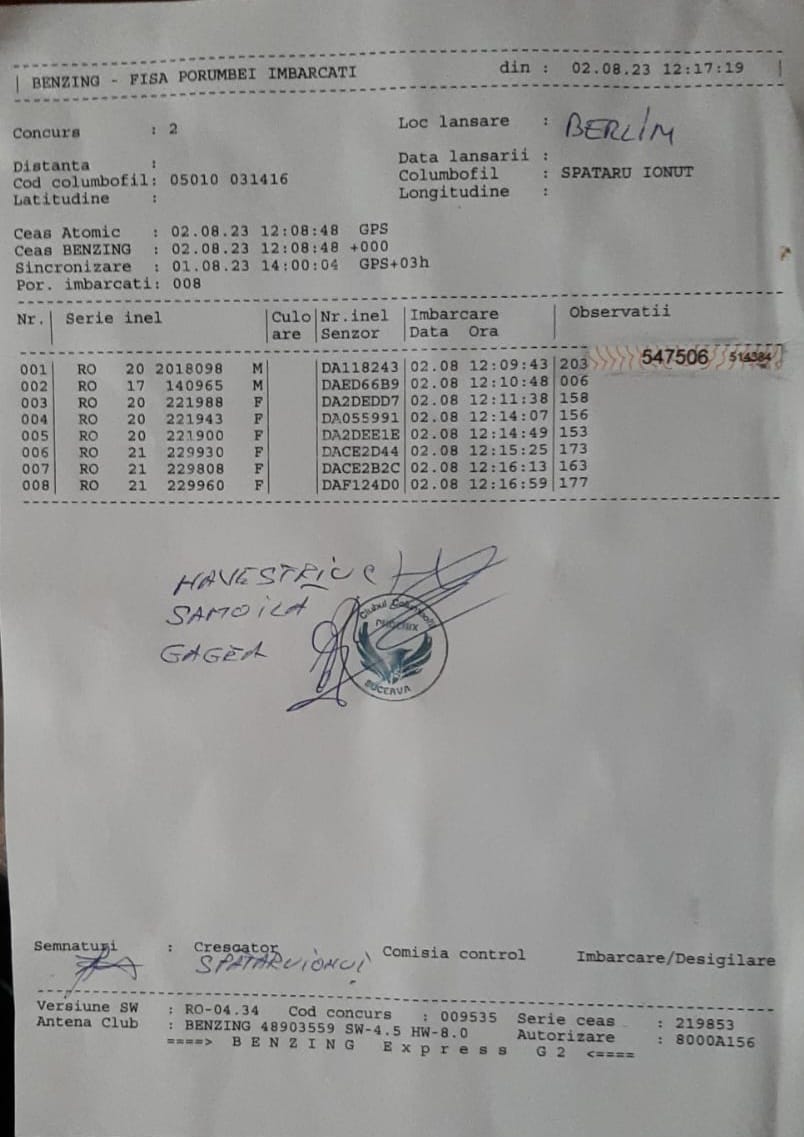 BENZING - FISA PORUMBEI IMBARCATI din : 02.08.23 12:17:19
Concurs : 2 Loc lansare : BERLIM
Distanta : Data lansarii :
Cod columbofil: 05010 031416 Columbofil : SPATARU IONUT
Latitudine : Longitudine :
Ceas Atomic : 02.08.23 12:08:48 GPS
Ceas BENZING : 02.08.23 12:08:48 +000
Sincronizare : 01.08.23 14:00:04 GPS+03h
Por. imbarcati: 008
Nr. | Serie inel | Culo | Nr.inel | Imbarcare | Observatii
are | Senzor | Data Ora
001 | RO 20 2018098 M | DA118243 | 02.08 12:09:43 | 203 547506 514384
002 | RO 17 140965 M | DAED66B9 | 02.08 12:10:48 | 006
003 | RO 20 221988 F | DA2DEDD7 | 02.08 12:11:38 | 158
004 | RO 20 221943 F | DA055991 | 02.08 12:14:07 | 156
005 | RO 20 221900 F | DA2DEE1E | 02.08 12:14:49 | 153
006 | RO 21 229930 F | DACE2D44 | 02.08 12:15:25 | 173
007 | RO 21 229808 F | DACE2B2C | 02.08 12:16:13 | 163
008 | RO 21 229960 F | DAF124D0 | 02.08 12:16:59 | 177
SAMOILA
GAGEA
Clubul Columbofil
PHOENIX
SUCEAVA
Semnaturi : Crescator Comisia control Imbarcare/Desigilare
SPATARU IONUT
Versiune SW : RO-04.34 Cod concurs : 009535 Serie ceas : 219853
Antena Club : BENZING 48903559 SW-4.5 HW-8.0 Autorizare : 8000A156
====> B E N Z I N G E x p r e s s G 2 <====